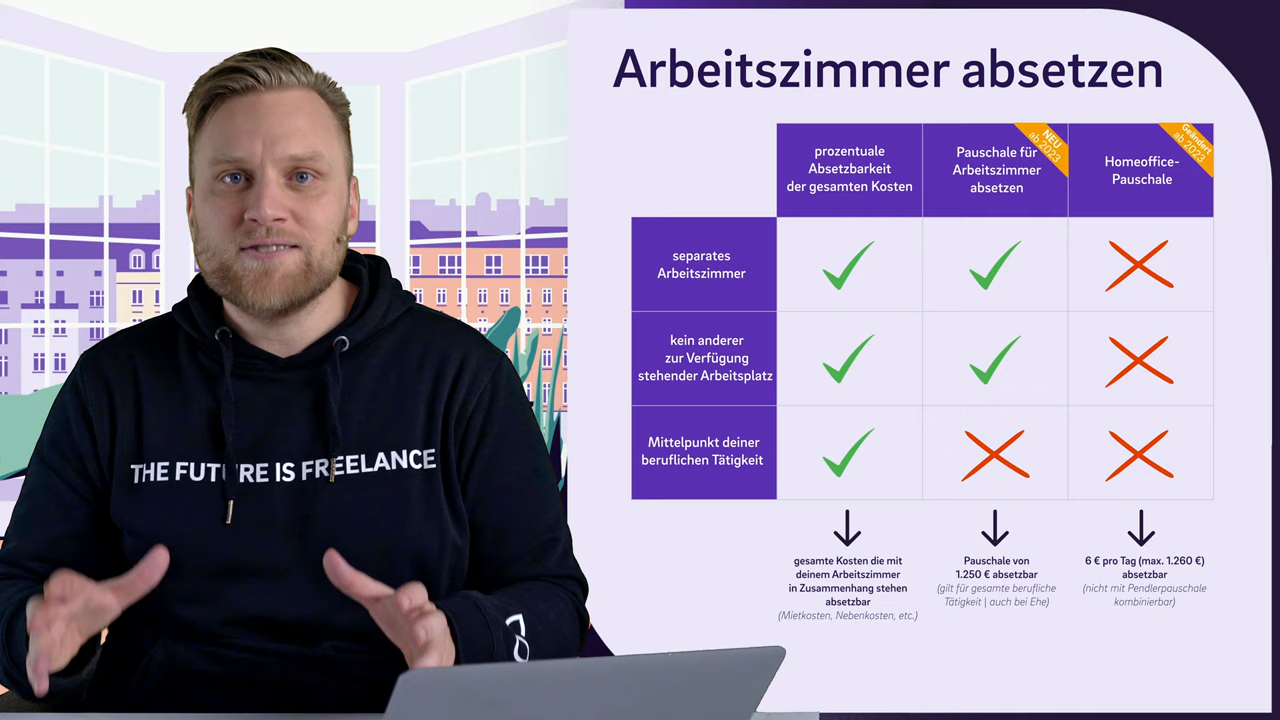 Arbeitszimmer absetzen
prozentuale
Absetzbarkeit
der gesamten Kosten
Pauschale für
Arbeitszimmer
absetzen
NEU
ab 2023
Homeoffice-
Pauschale
Geändert
ab 2023
separates
Arbeitszimmer
kein anderer
zur Verfügung
stehender Arbeitsplatz
Mittelpunkt deiner
beruflichen Tätigkeit
gesamte Kosten die mit
deinem Arbeitszimmer
in Zusammenhang stehen
absetzbar
(Mietkosten, Nebenkosten, etc.)
Pauschale von
1.250 € absetzbar
(gilt für gesamte berufliche
Tätigkeit | auch bei Ehe)
6 € pro Tag (max. 1.260 €)
absetzbar
(nicht mit Pendlerpauschale
kombinierbar)
THE FUTURE IS FREELANCE